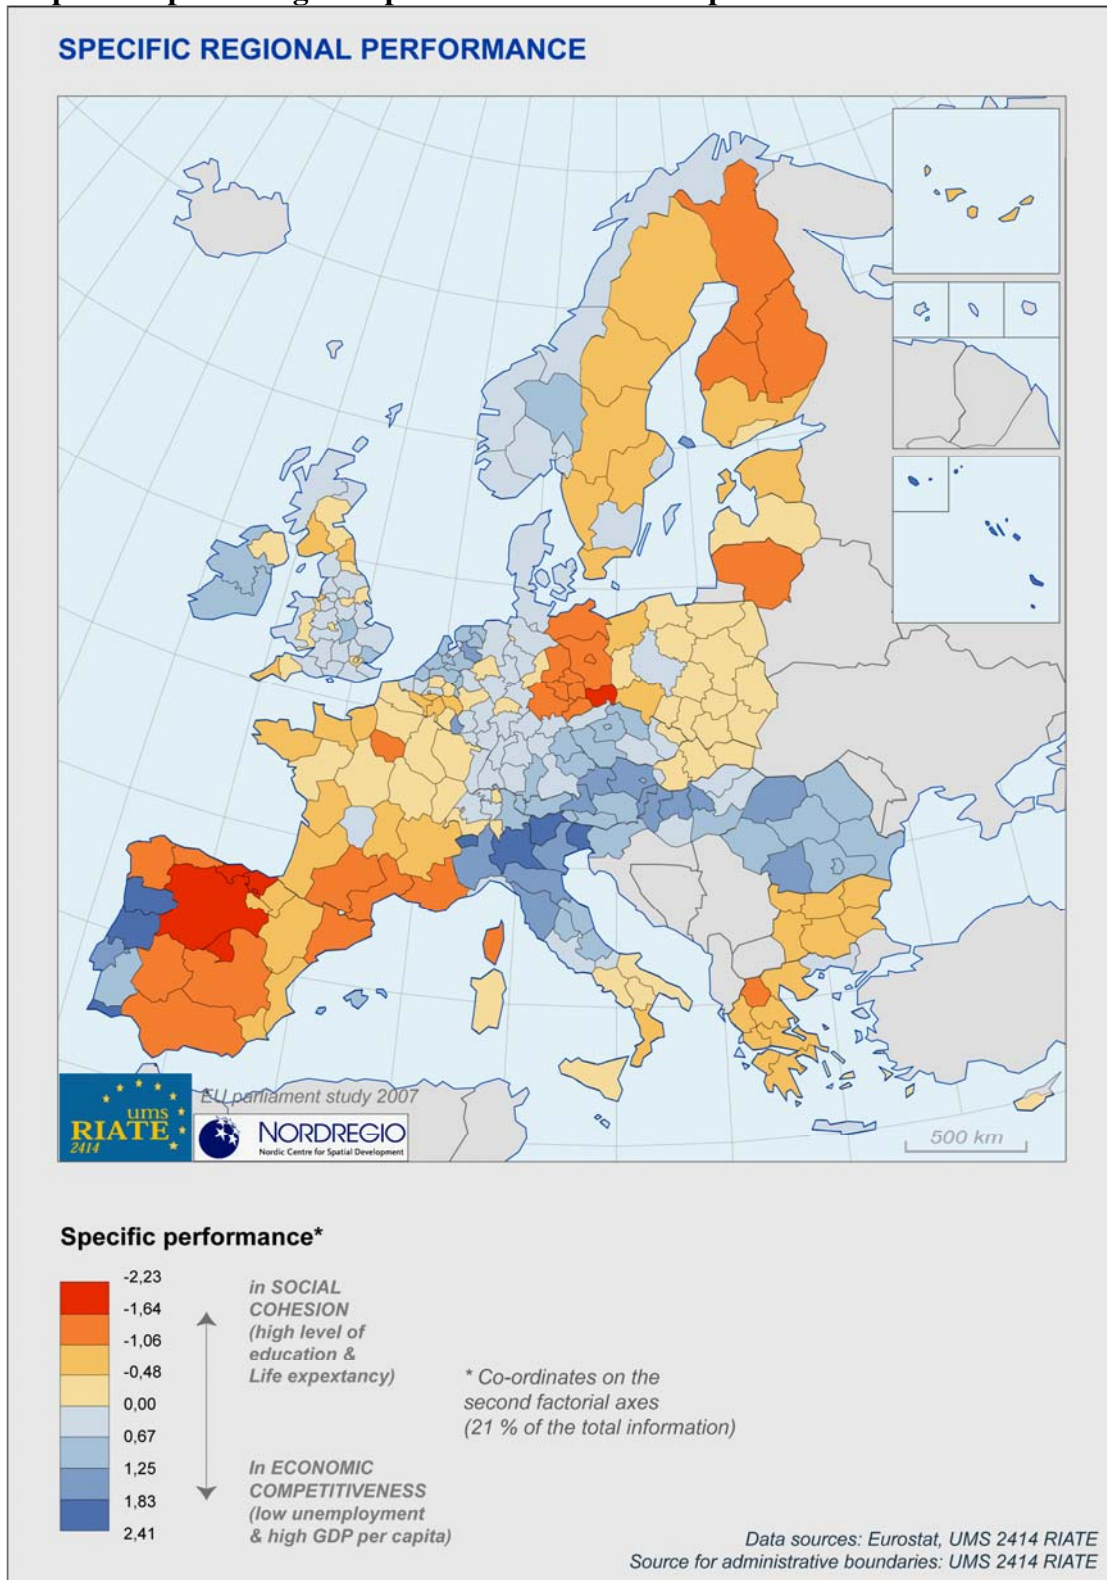 SPECIFIC REGIONAL PERFORMANCE
EU parliament study 2007
ums
RIATE
2414
NORDREGIO
Nordic Centre for Spatial Development
500 km
Specific performance*
-2,23
-1,64
-1,06
-0,48
0,00
0,67
1,25
1,83
2,41
in SOCIAL
COHESION
(high level of
education &
Life expextancy)
In ECONOMIC
COMPETITIVENESS
(low unemployment
& high GDP per capita)
* Co-ordinates on the
second factorial axes
(21 % of the total information)
Data sources: Eurostat, UMS 2414 RIATE
Source for administrative boundaries: UMS 2414 RIATE